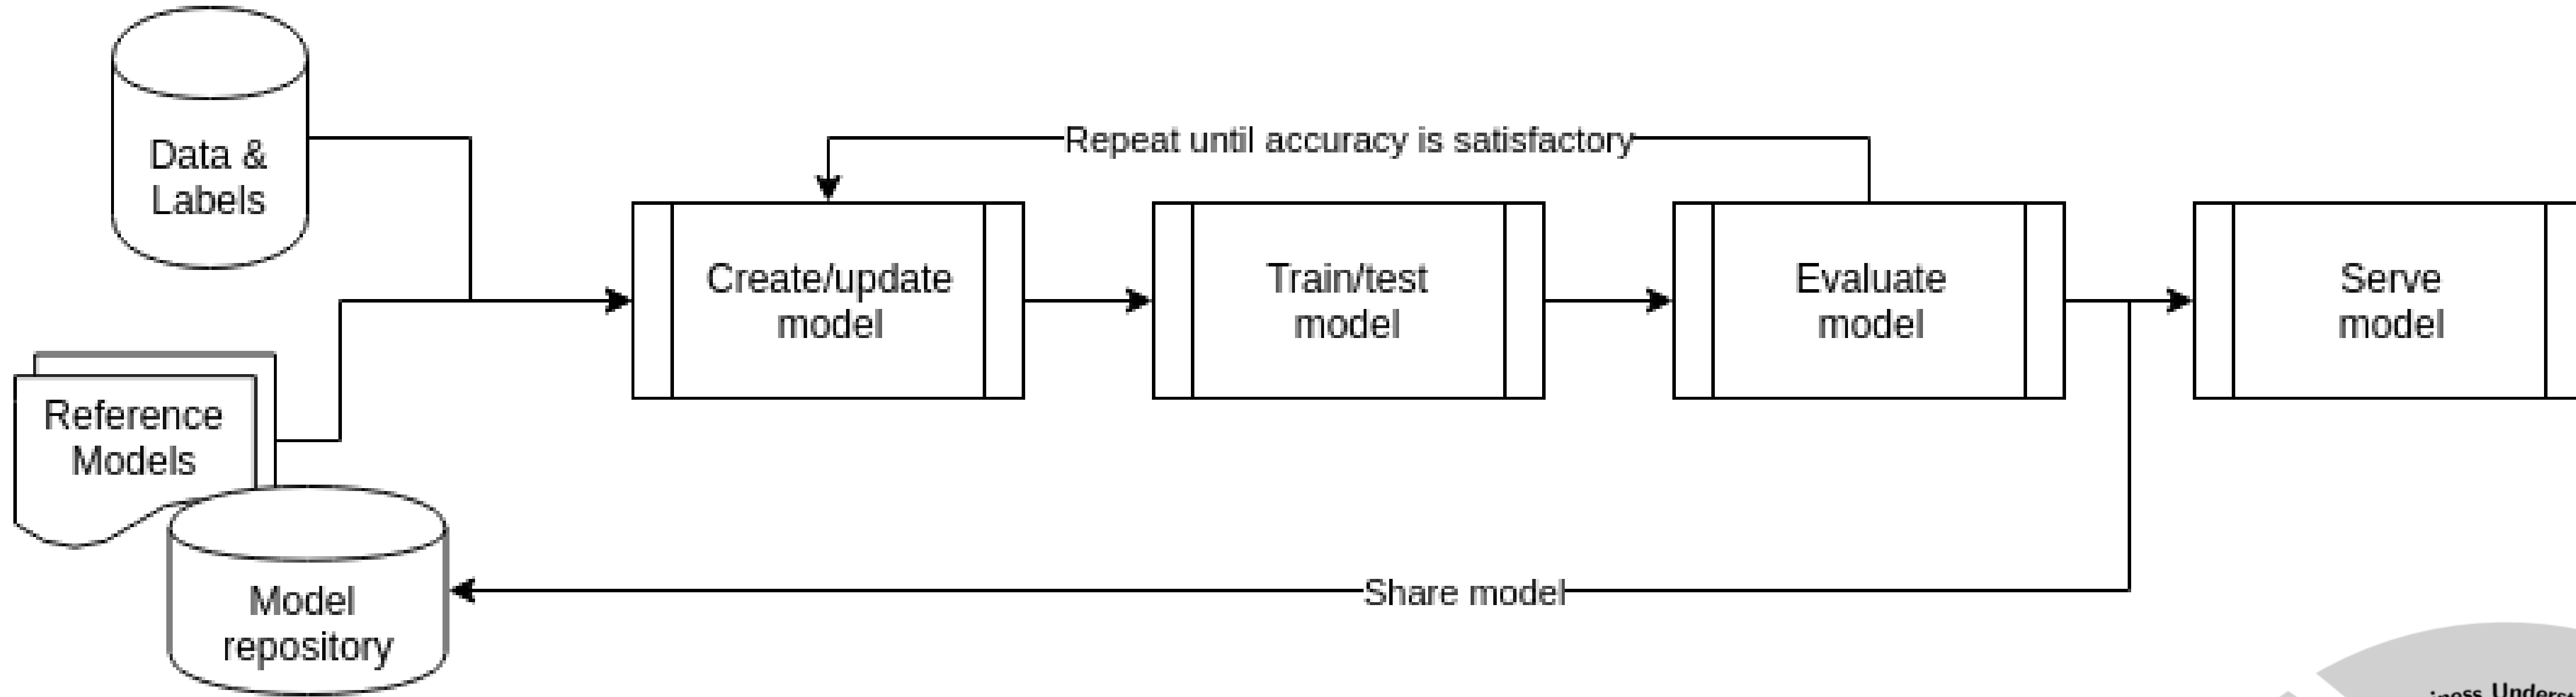 Data &
Labels
Repeat until accuracy is satisfactory
Create/update
model
Train/test
model
Evaluate
model
Serve
model
Reference
Models
Share model
Model
repository